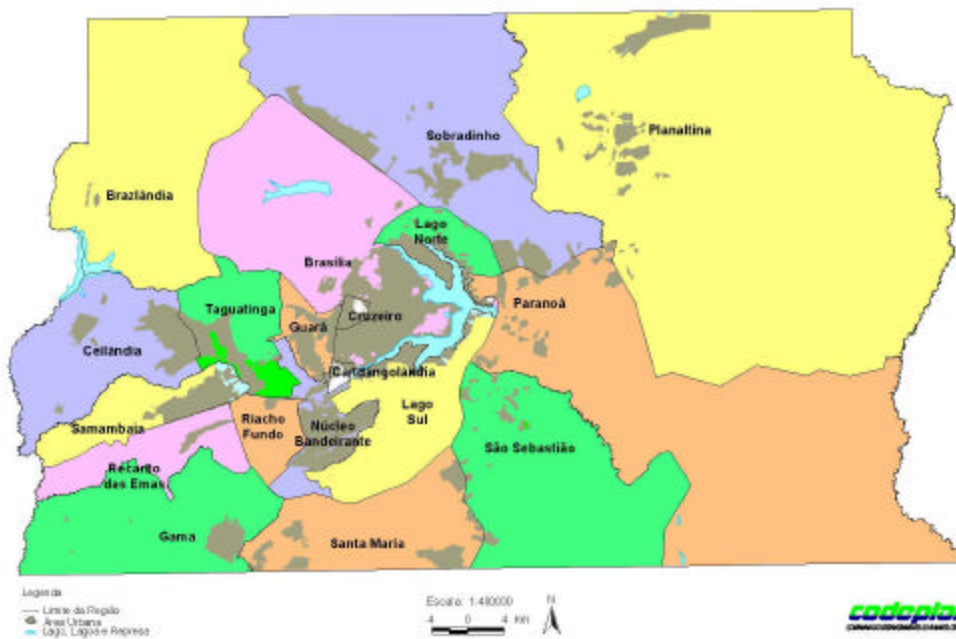 Sobradinho
Planaltina
Brazlândia
Lago
Norte
Brasília
Paranoá
Taguatinga
Guará
Cruzeiro
Ceilândia
Candangolândia
Lago
Sul
Samambaia
Riacho
Fundo
Núcleo
Bandeirante
São Sebastião
Recanto
das Emas
Gama
Santa Maria
Legenda
Limite da Região
Área Urbana
Lago, Lagoa e Represa
Escala: 1:400000
N
4 0 4 Km
codeplan